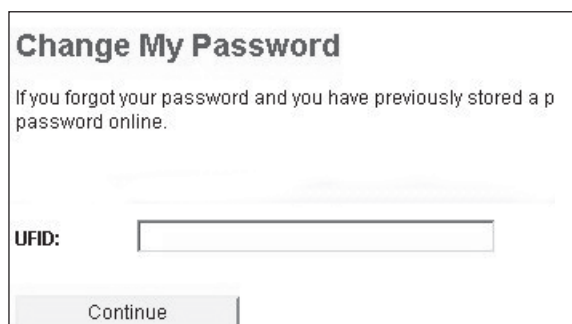 Change My Password
If you forgot your password and you have previously stored a p
password online.
UFID:
Continue